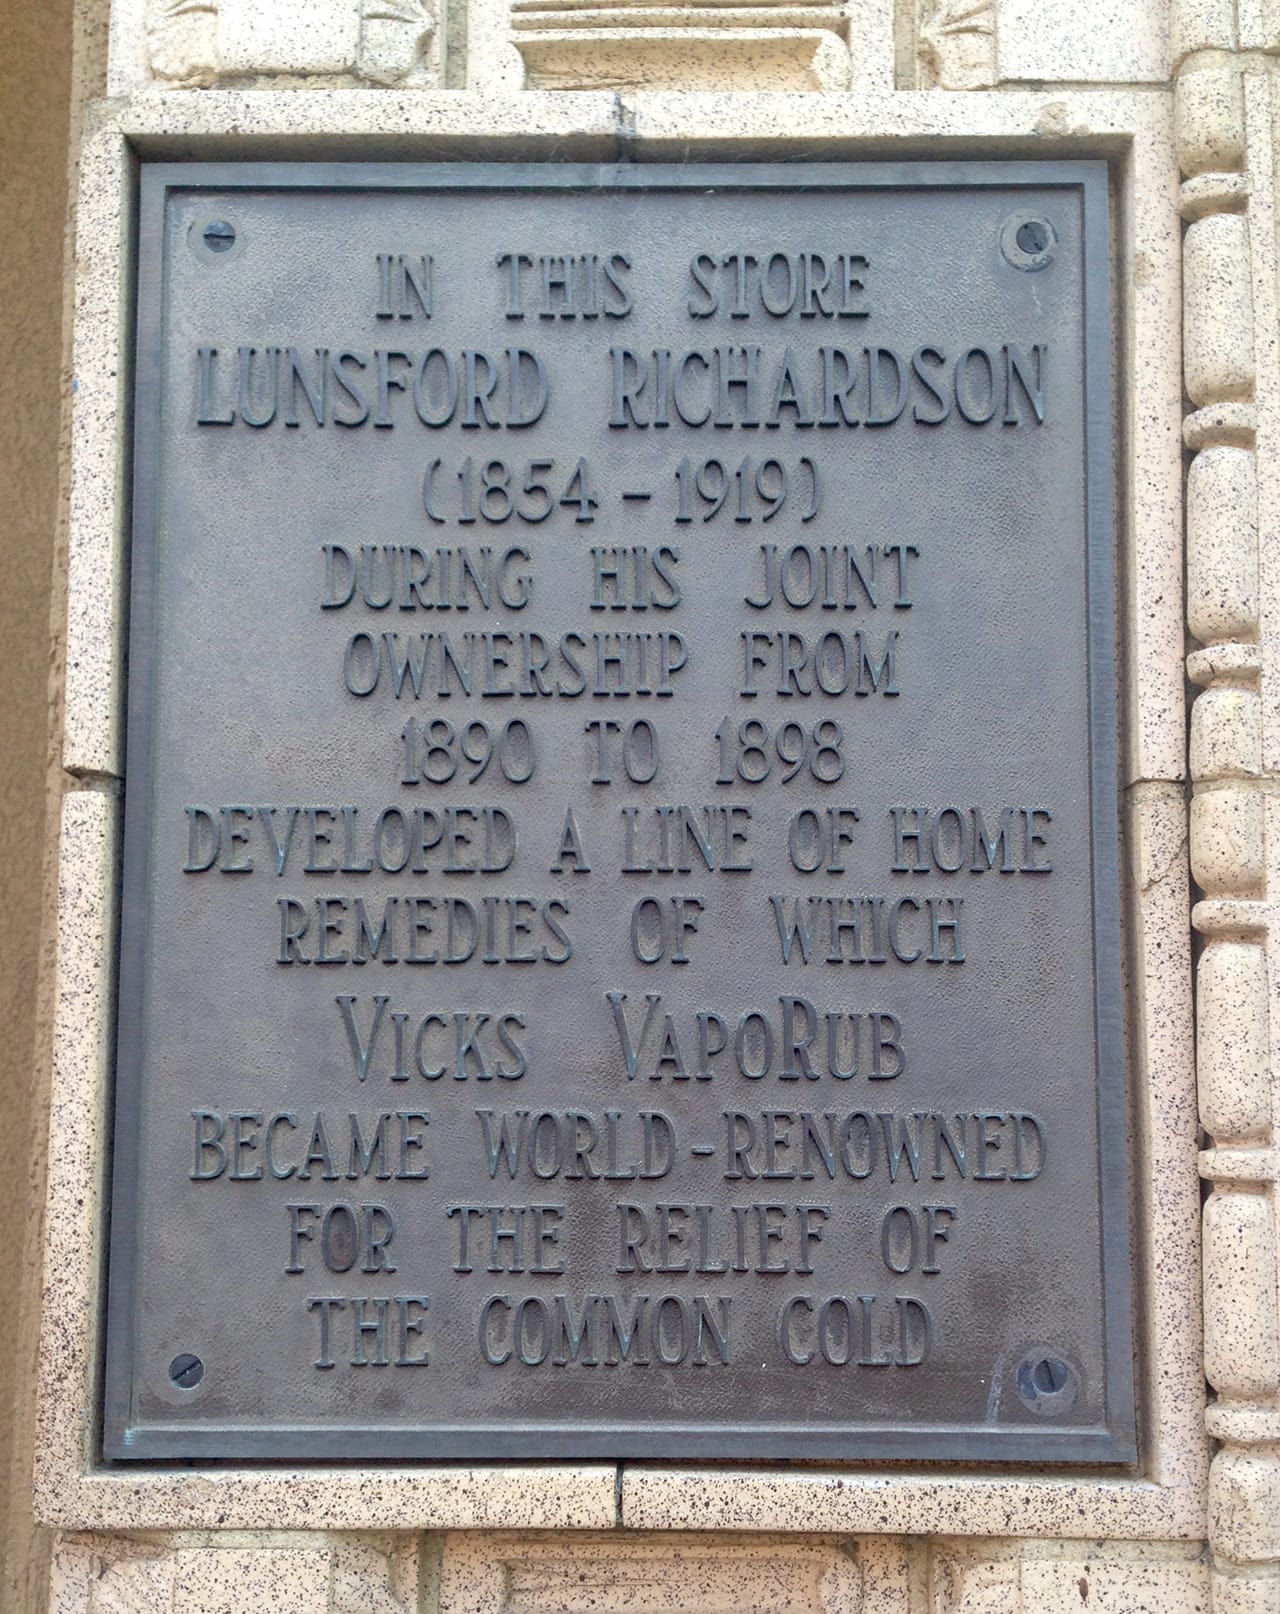 IN THIS STORE
LUNSFORD RICHARDSON
(1854-1919)
DURING HIS JOINT
OWNERSHIP FROM
1890 TO 1898
DEVELOPED A LINE OF HOME
REMEDIES OF WHICH
VICKS VAPORUB
BECAME WORLD-RENOWNED
FOR THE RELIEF OF
THE COMMON COLD